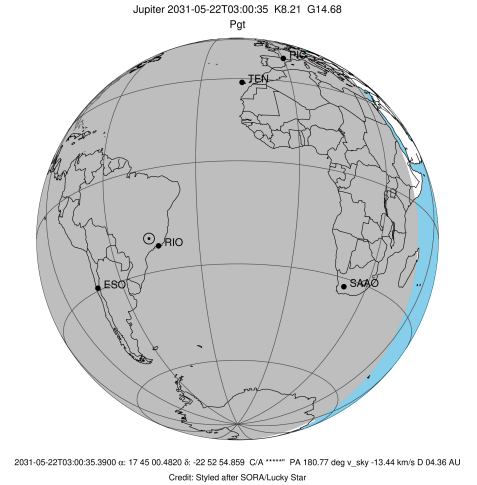 Jupiter 2031-05-22T03:00:35 K8.21 G14.68
Pgt
PIC
TEN
RIO
ESO
SAAO
2031-05-22T03:00:35.3900 α: 17 45 00.4820 δ: -22 52 54.859 C/A *****" PA 180.77 deg v_sky -13.44 km/s D 04.36 AU
Credit: Styled after SORA/Lucky Star